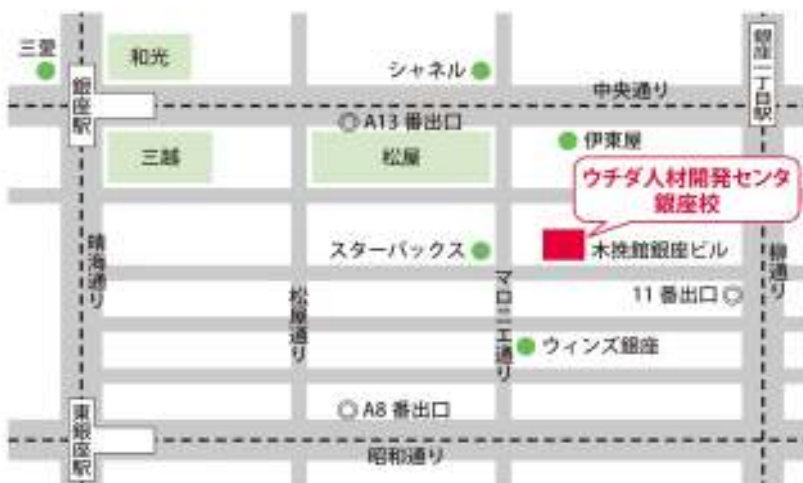 三愛
和光
シャネル
銀座一丁目駅
銀座駅
中央通り
A13 番出口
伊東屋
三越
松屋
ウチダ人材開発センタ
銀座校
スターバックス
木挽館銀座ビル
晴海通り
松屋通り
マロニエ通り
11 番出口
柳通り
ウィンズ銀座
A8 番出口
東銀座駅
昭和通り